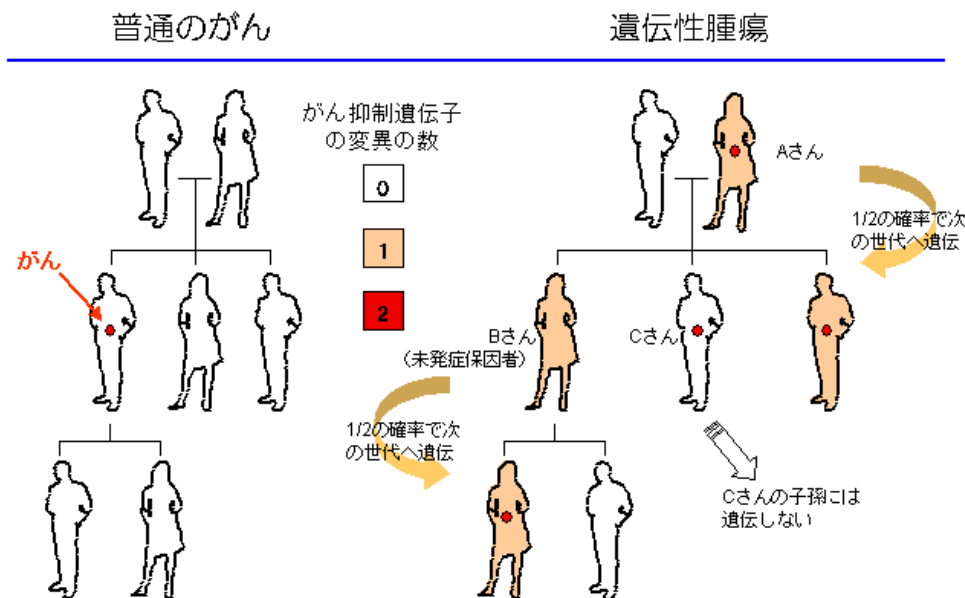 普通のがん
遺伝性腫瘍
がん抑制遺伝子
の変異の数
0
1
2
がん
Aさん
1/2の確率で次
の世代へ遺伝
Bさん
(未発症保因者)
Cさん
1/2の確率で次
の世代へ遺伝
Cさんの子孫には
遺伝しない